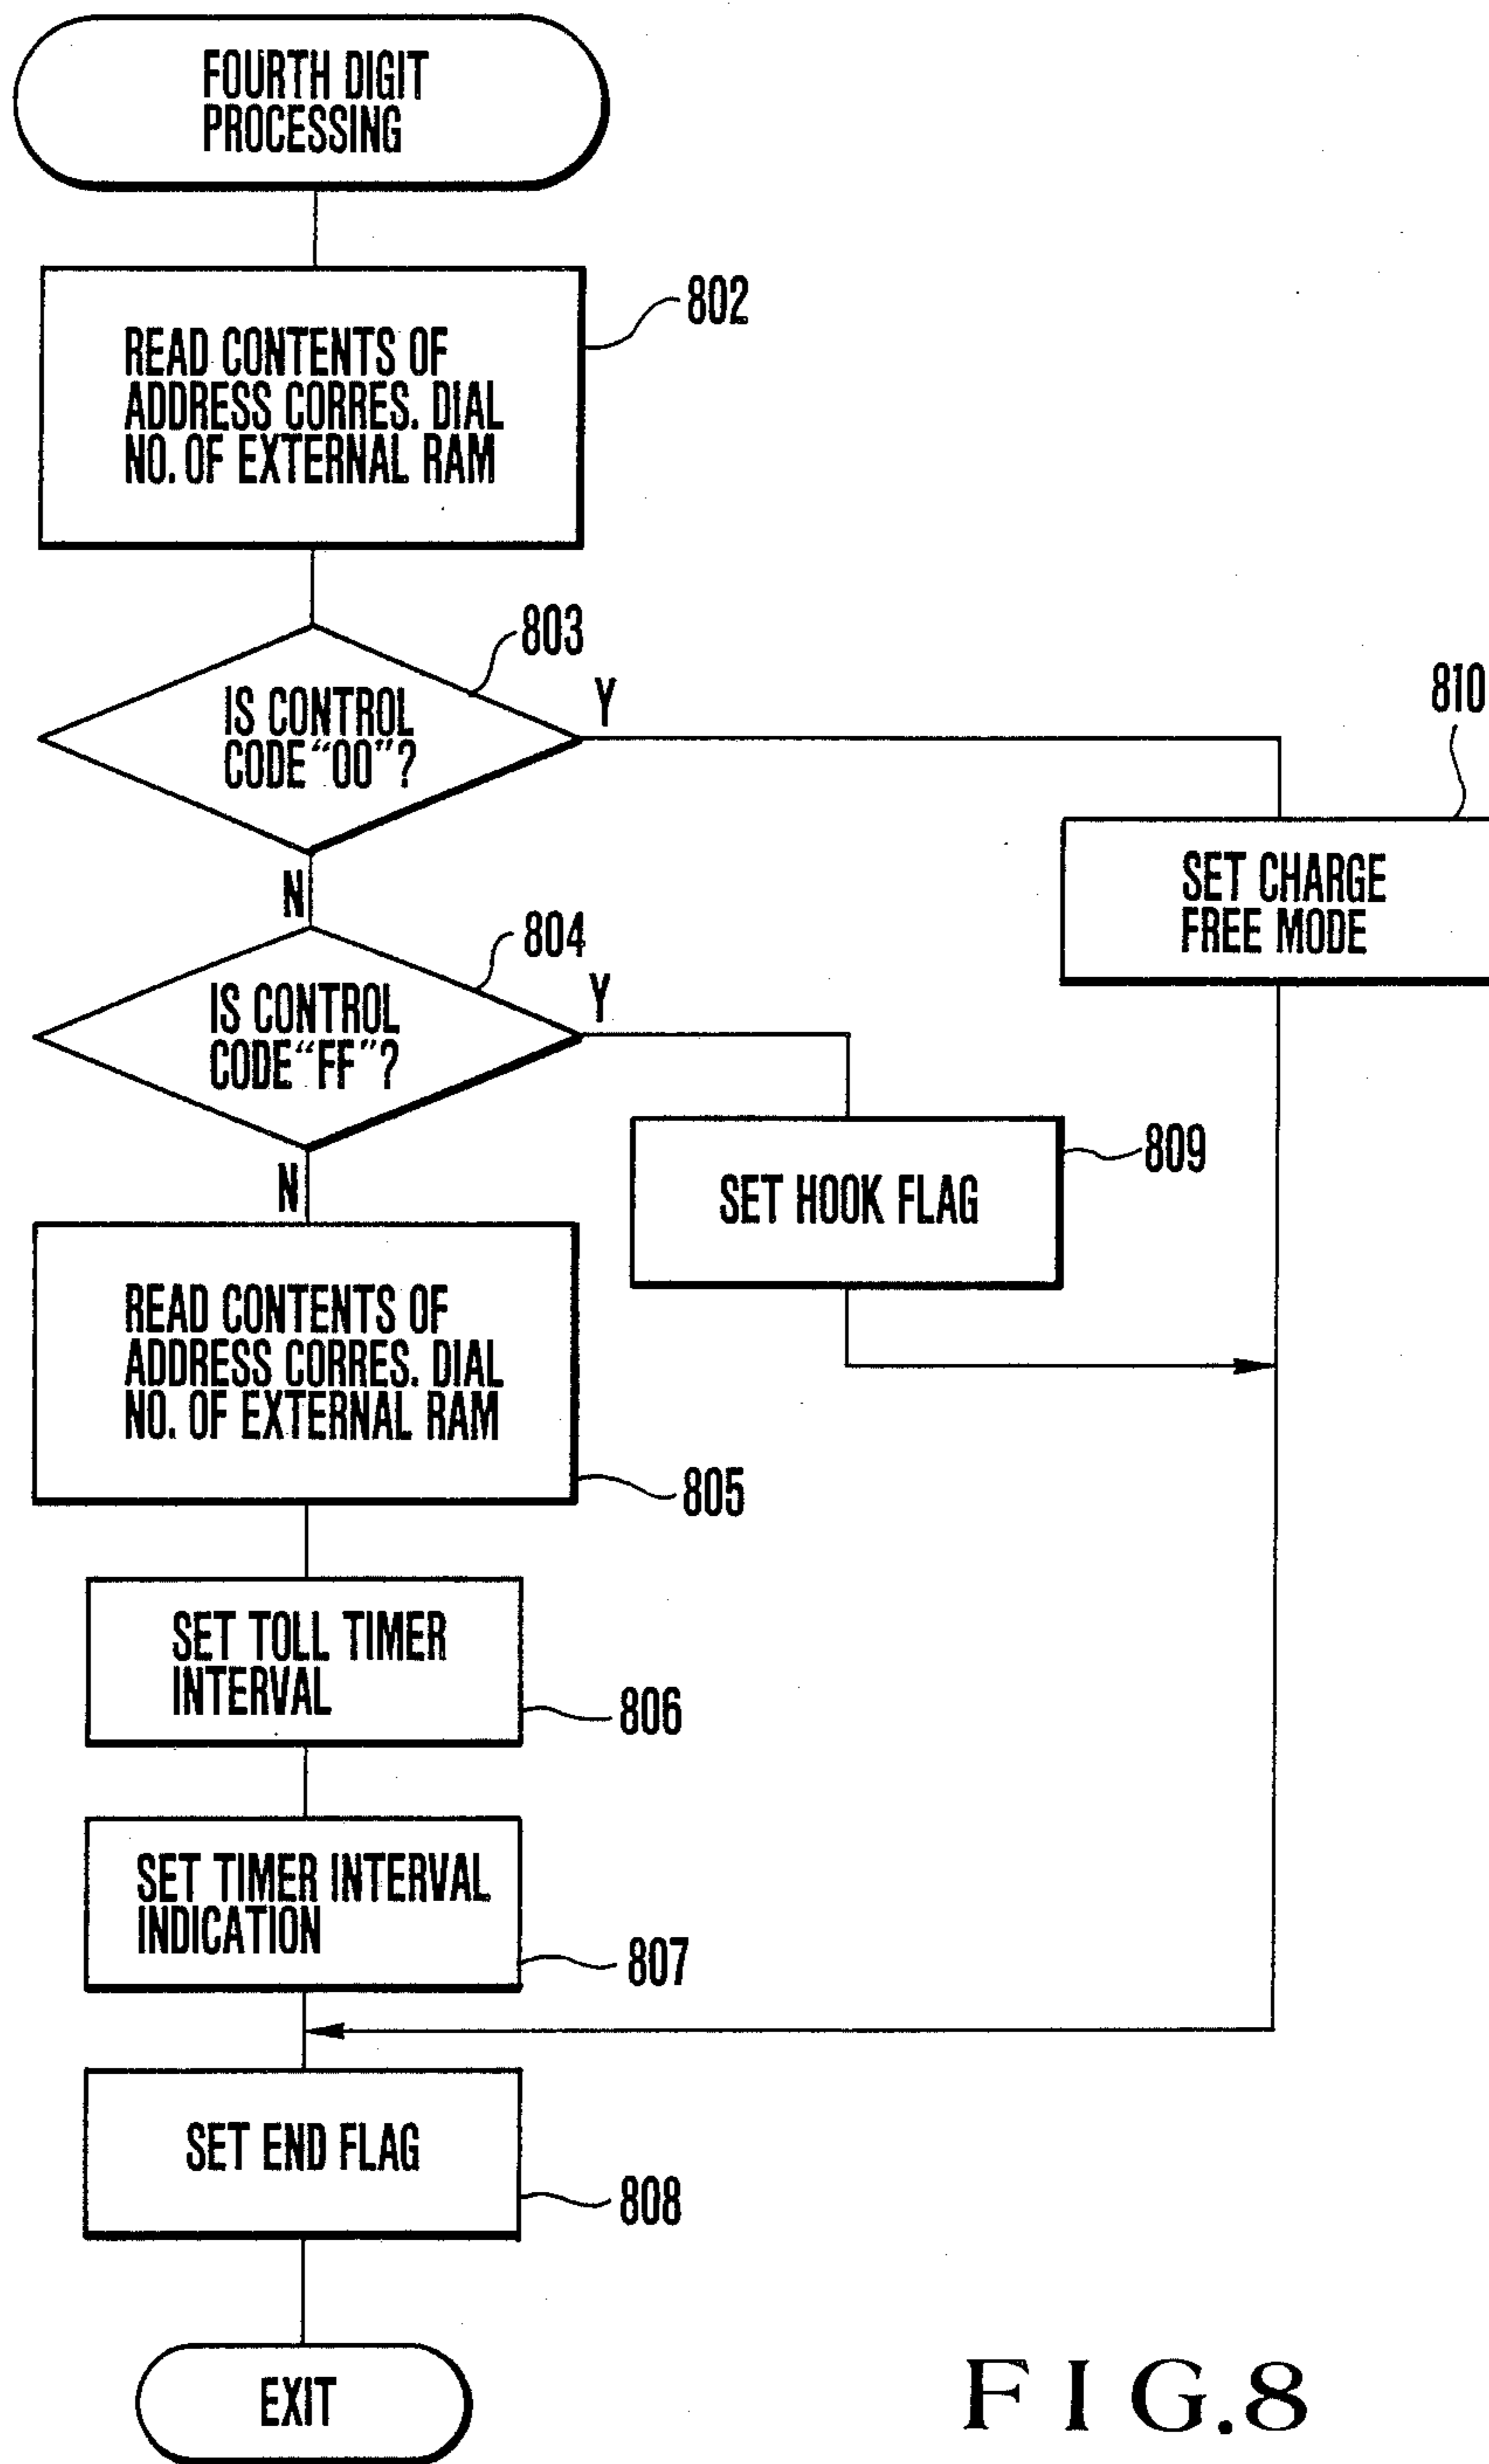 FOURTH DIGIT
PROCESSING
READ CONTENTS OF
ADDRESS CORRES. DIAL
NO. OF EXTERNAL RAM
802
803
IS CONTROL
CODE "00"?
Y
N
810
SET CHARGE
FREE MODE
804
IS CONTROL
CODE "FF"?
Y
N
SET HOOK FLAG
809
READ CONTENTS OF
ADDRESS CORRES. DIAL
NO. OF EXTERNAL RAM
805
SET TOLL TIMER
INTERVAL
806
SET TIMER INTERVAL
INDICATION
807
SET END FLAG
808
EXIT
FIG.8